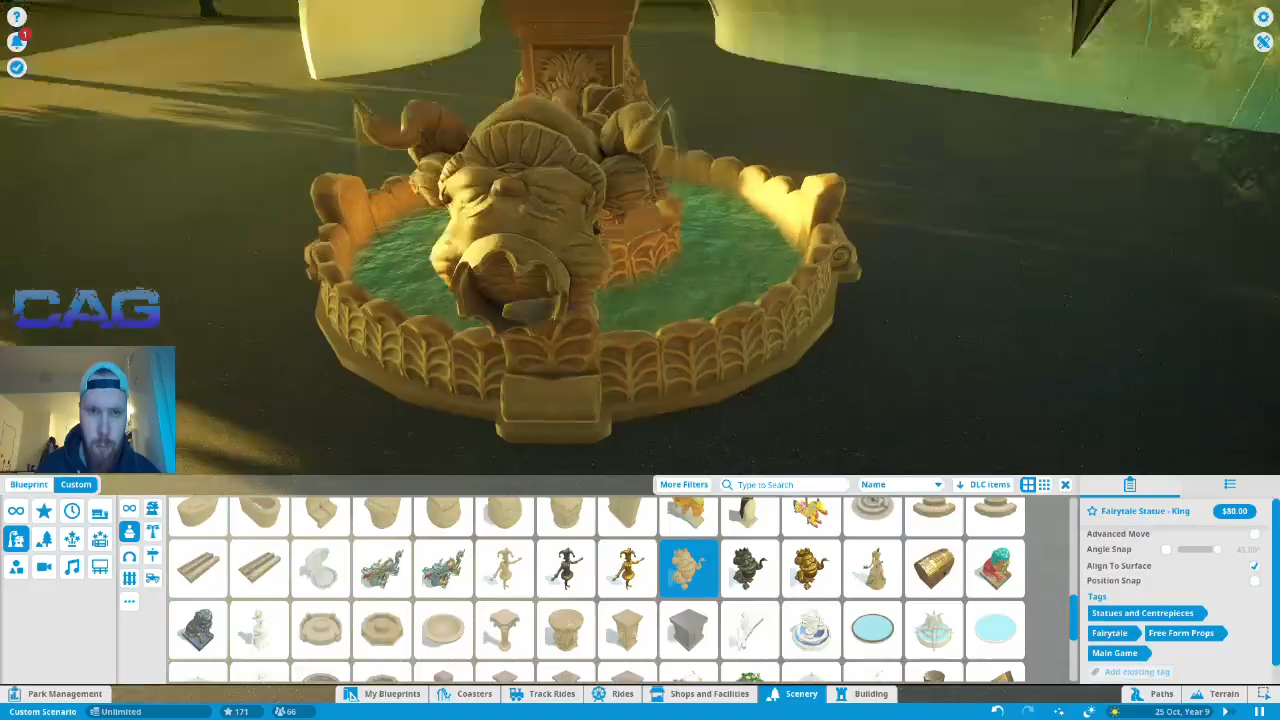 ?
1
CAG
Blueprint
Custom
More Filters
Type to Search
Name
DLC items
Fairytale Statue - King
$80.00
Advanced Move
Angle Snap
45.00°
Align To Surface
Position Snap
Tags
Statues and Centrepieces
Fairytale
Free Form Props
Main Game
Add existing tag
Park Management
My Blueprints
Coasters
Track Rides
Rides
Shops and Facilities
Scenery
Building
Paths
Terrain
Custom Scenario
Unlimited
171
66
25 Oct, Year 9